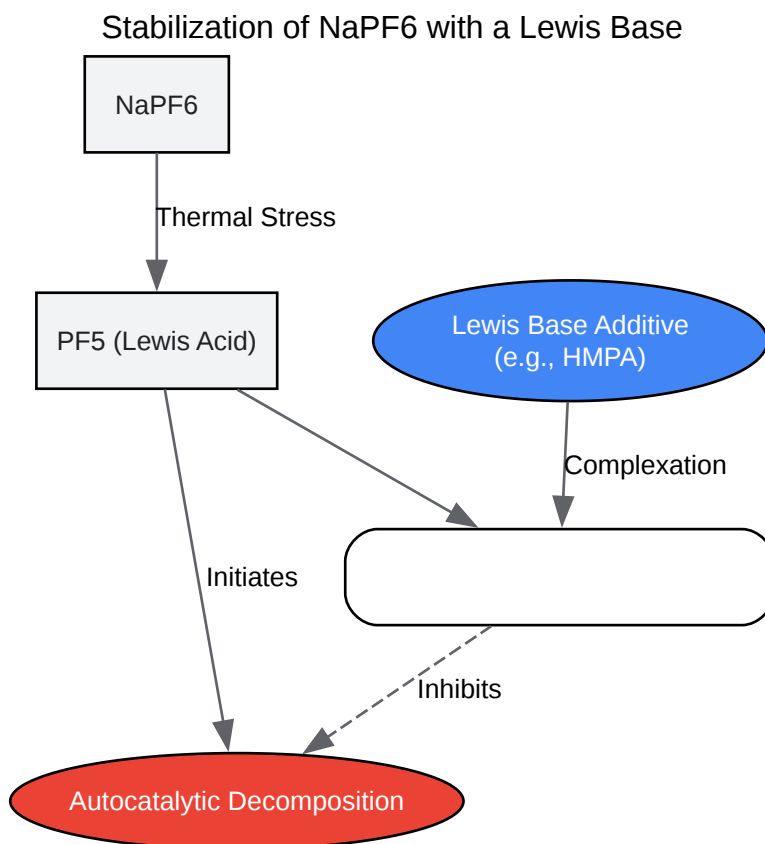 Stabilization of NaPF6 with a Lewis Base
NaPF6
Thermal Stress
PF5 (Lewis Acid)
Lewis Base Additive
(e.g., HMPA)
Complexation
Initiates
Inhibits
Autocatalytic Decomposition